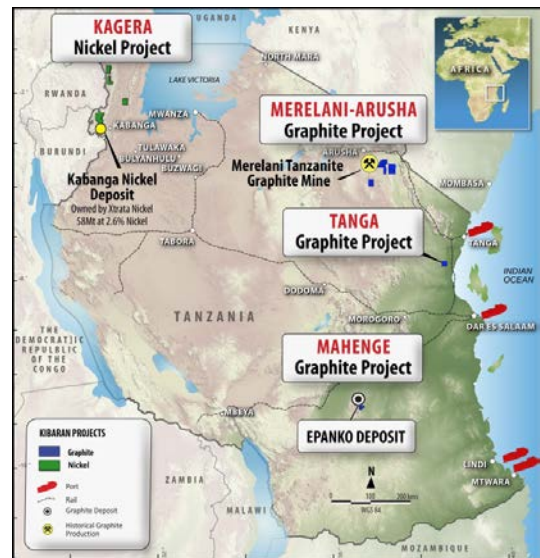 UGANDA
KENYA
KAGERA
Nickel Project
NORTH MARA
LAKE VICTORIA
AFRICA
RWANDA
MWANZA
KABANGA
MERELANI-ARUSHA
Graphite Project
TULAWAKA
BULYANHULU
BUZWAGI
BURUNDI
ARUSHA
Merelani Tanzanite
Graphite Mine
Kabanga Nickel
Deposit
Owned by Xtrata Nickel
58Mt at 2.6% Nickel
MOMBASA
TANGA
Graphite Project
TABORA
TANGA
INDIAN
OCEAN
DODOMA
TANZANIA
MOROGORO
DAR ES SALAAM
THE
DEMOCRATIC
REPUBLIC OF
THE CONGO
MAHENGE
Graphite Project
MBEYA
EPANKO DEPOSIT
KIBARAN PROJECTS
Graphite
Nickel
Port
Rail
Graphite Deposit
Historical Graphite
Production
N
0 100 200 kms
WGS 84
LINDI
MTWARA
ZAMBIA
MALAWI
MOZAMBIQUE